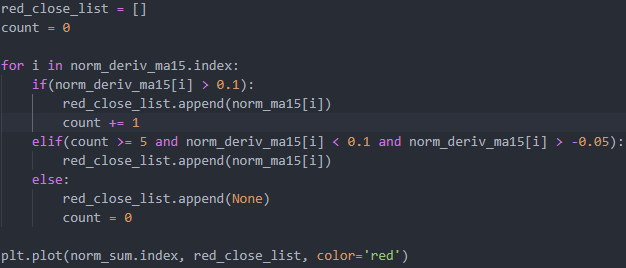 red_close_list = []
count = 0
for i in norm_deriv_ma15.index:
    if(norm_deriv_ma15[i] > 0.1):
        red_close_list.append(norm_ma15[i])
        count += 1
    elif(count >= 5 and norm_deriv_ma15[i] < 0.1 and norm_deriv_ma15[i] > -0.05):
        red_close_list.append(norm_ma15[i])
    else:
        red_close_list.append(None)
        count = 0
plt.plot(norm_sum.index, red_close_list, color='red')